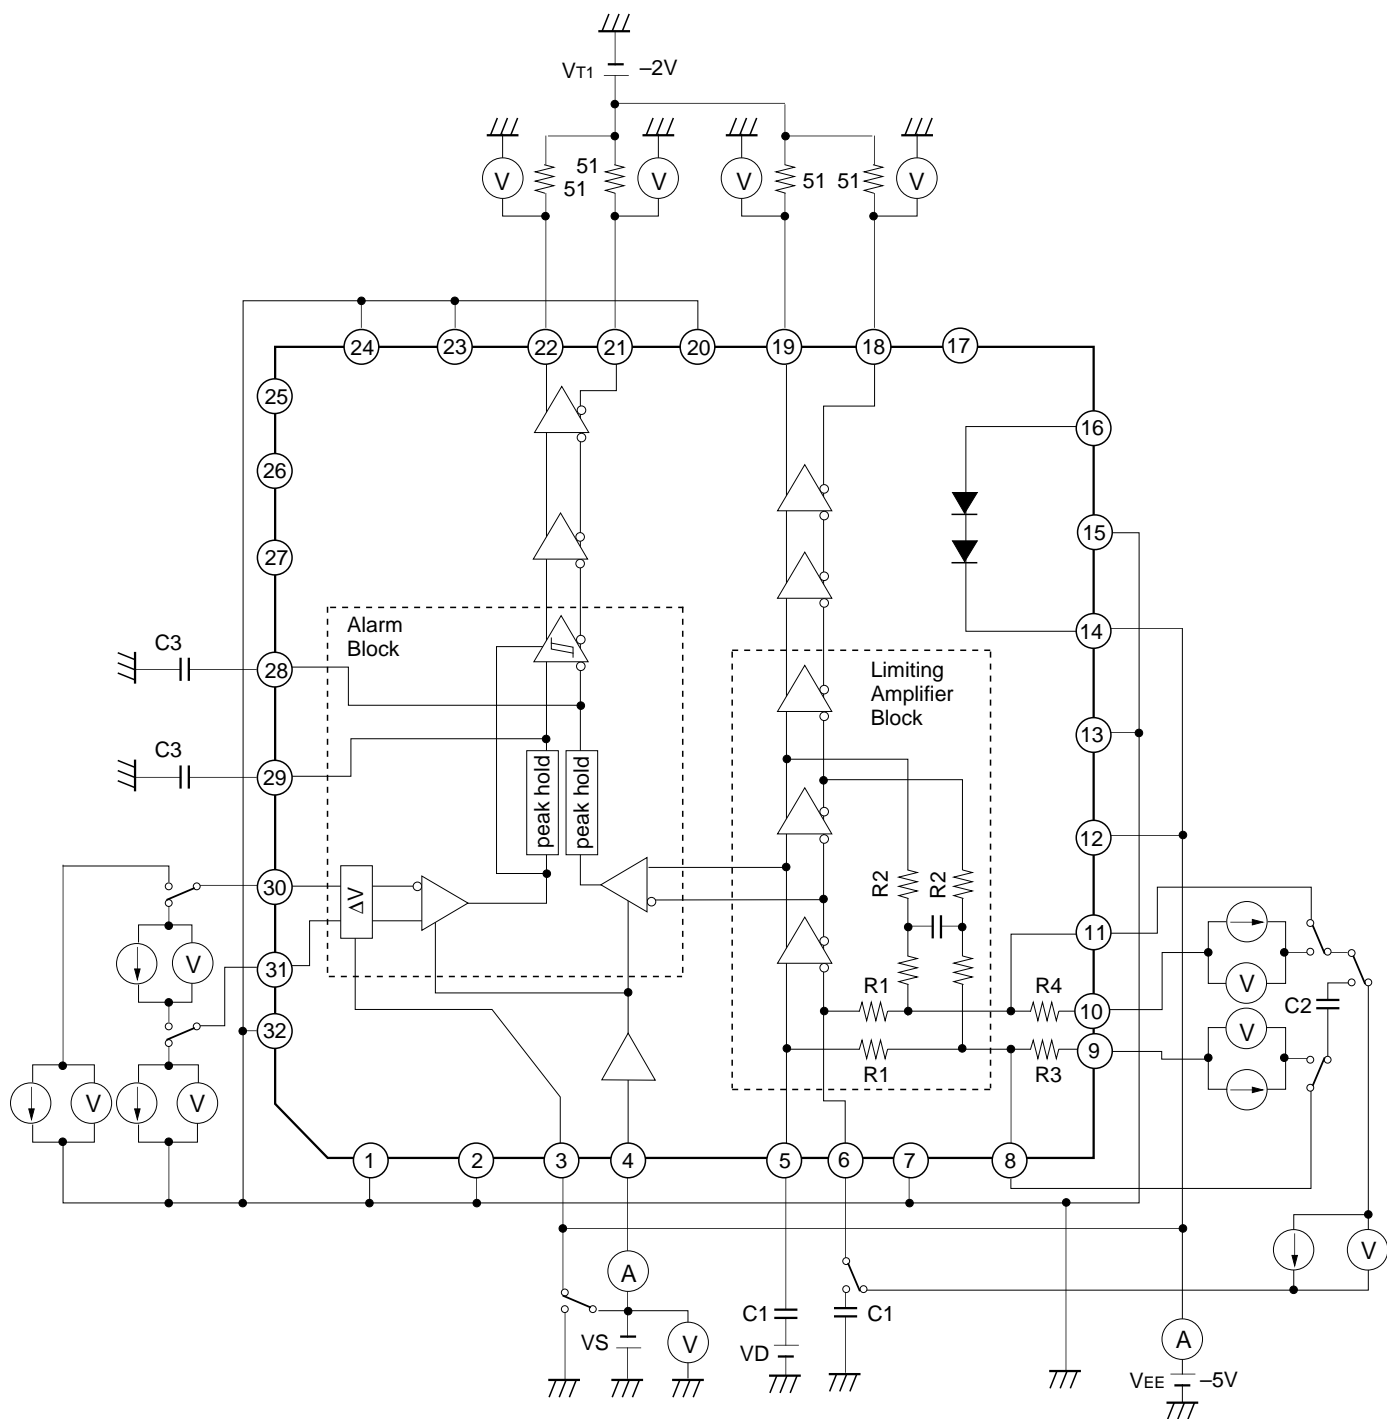 VT1 –2V
V 51 51 V V 51 51 V
24 23 22 21 20 19 18 17
25
16
26
15
27
Alarm
Block
14
C3
28
Limiting
Amplifier
Block
13
C3
29
peak hold
peak hold
12
30
ΔV
R2
R2
11
V
V
31
V
R1
R4
10
C2
32
V
9
R1
R3
V
V
V
1 2 3 4 5 6 7 8
A
V
C1
C1
VS
V
VD
A
VEE –5V